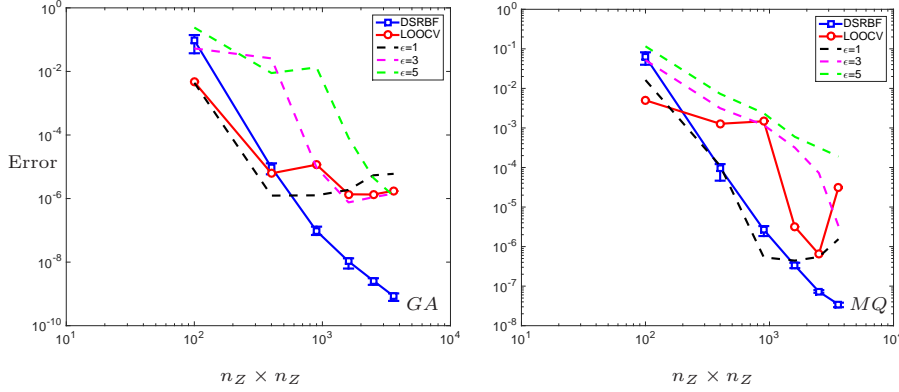 10^0
10^-2
10^-4
10^-6
10^-8
10^-10
Error
10^1
10^2
10^3
10^4
n_Z × n_Z
DSRBF
LOOCV
ϵ=1
ϵ=3
ϵ=5
GA
10^0
10^-1
10^-2
10^-3
10^-4
10^-5
10^-6
10^-7
10^-8
10^1
10^2
10^3
10^4
n_Z × n_Z
DSRBF
LOOCV
ϵ=1
ϵ=3
ϵ=5
MQ